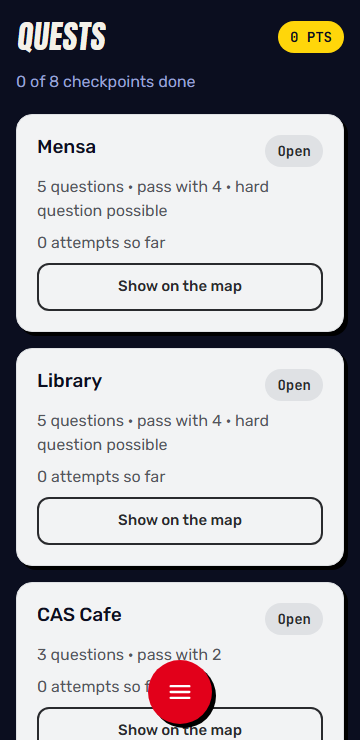 QUESTS
0 PTS
0 of 8 checkpoints done
Mensa
Open
5 questions • pass with 4 • hard
question possible
0 attempts so far
Show on the map
Library
Open
5 questions • pass with 4 • hard
question possible
0 attempts so far
Show on the map
CAS Cafe
Open
3 questions • pass with 2
0 attempts so
Show on the map